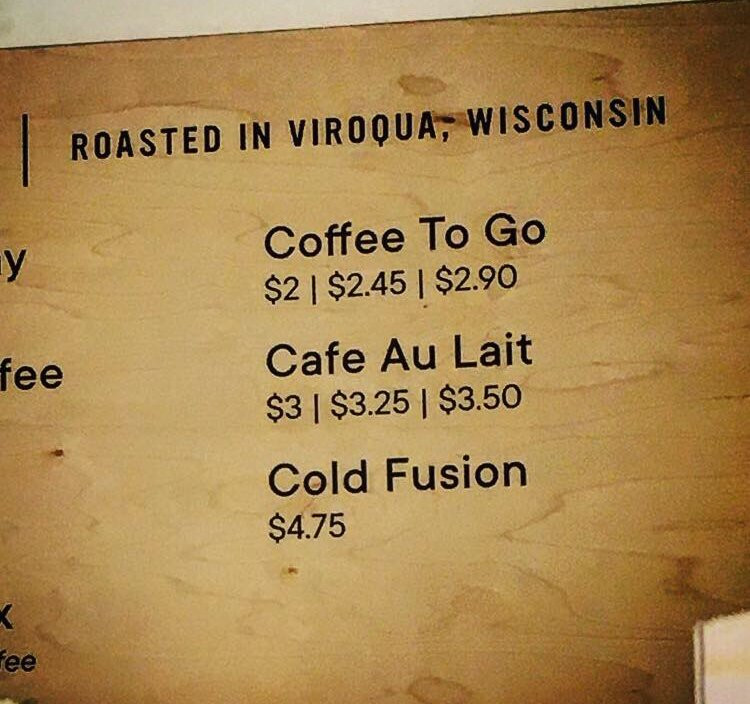 ROASTED IN VIROQUA, WISCONSIN
Coffee To Go
$2 | $2.45 | $2.90
Cafe Au Lait
$3 | $3.25 | $3.50
Cold Fusion
$4.75